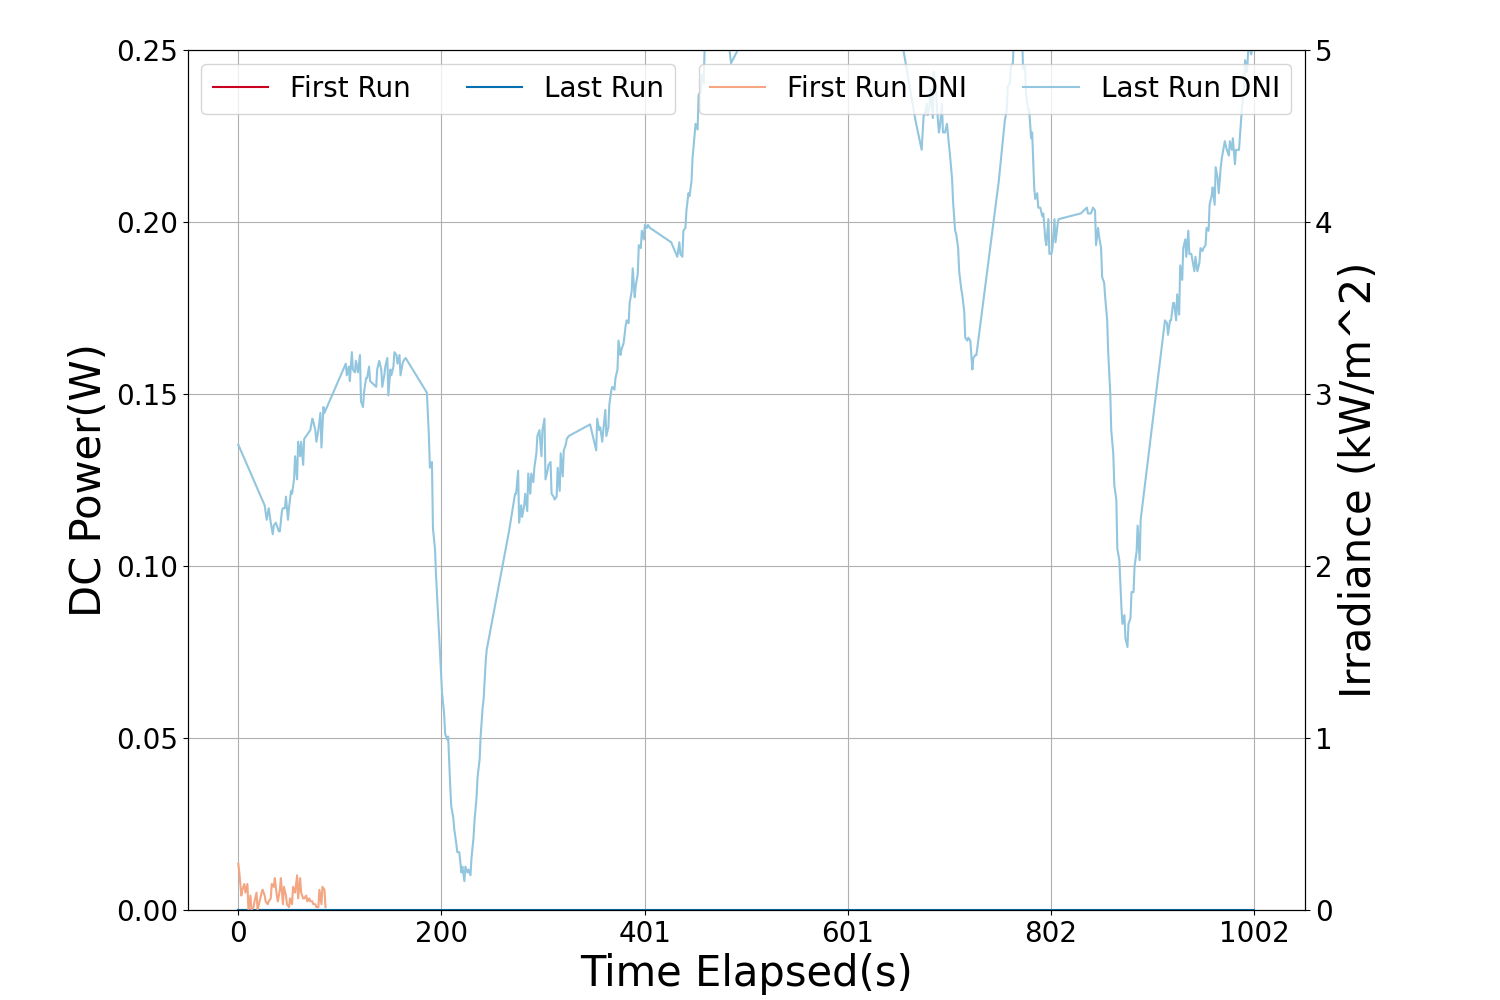 First Run
Last Run
First Run DNI
Last Run DNI
0.25
0.20
0.15
0.10
0.05
0.00
DC Power(W)
5
4
3
2
1
0
Irradiance (kW/m^2)
0
200
401
601
802
1002
Time Elapsed(s)